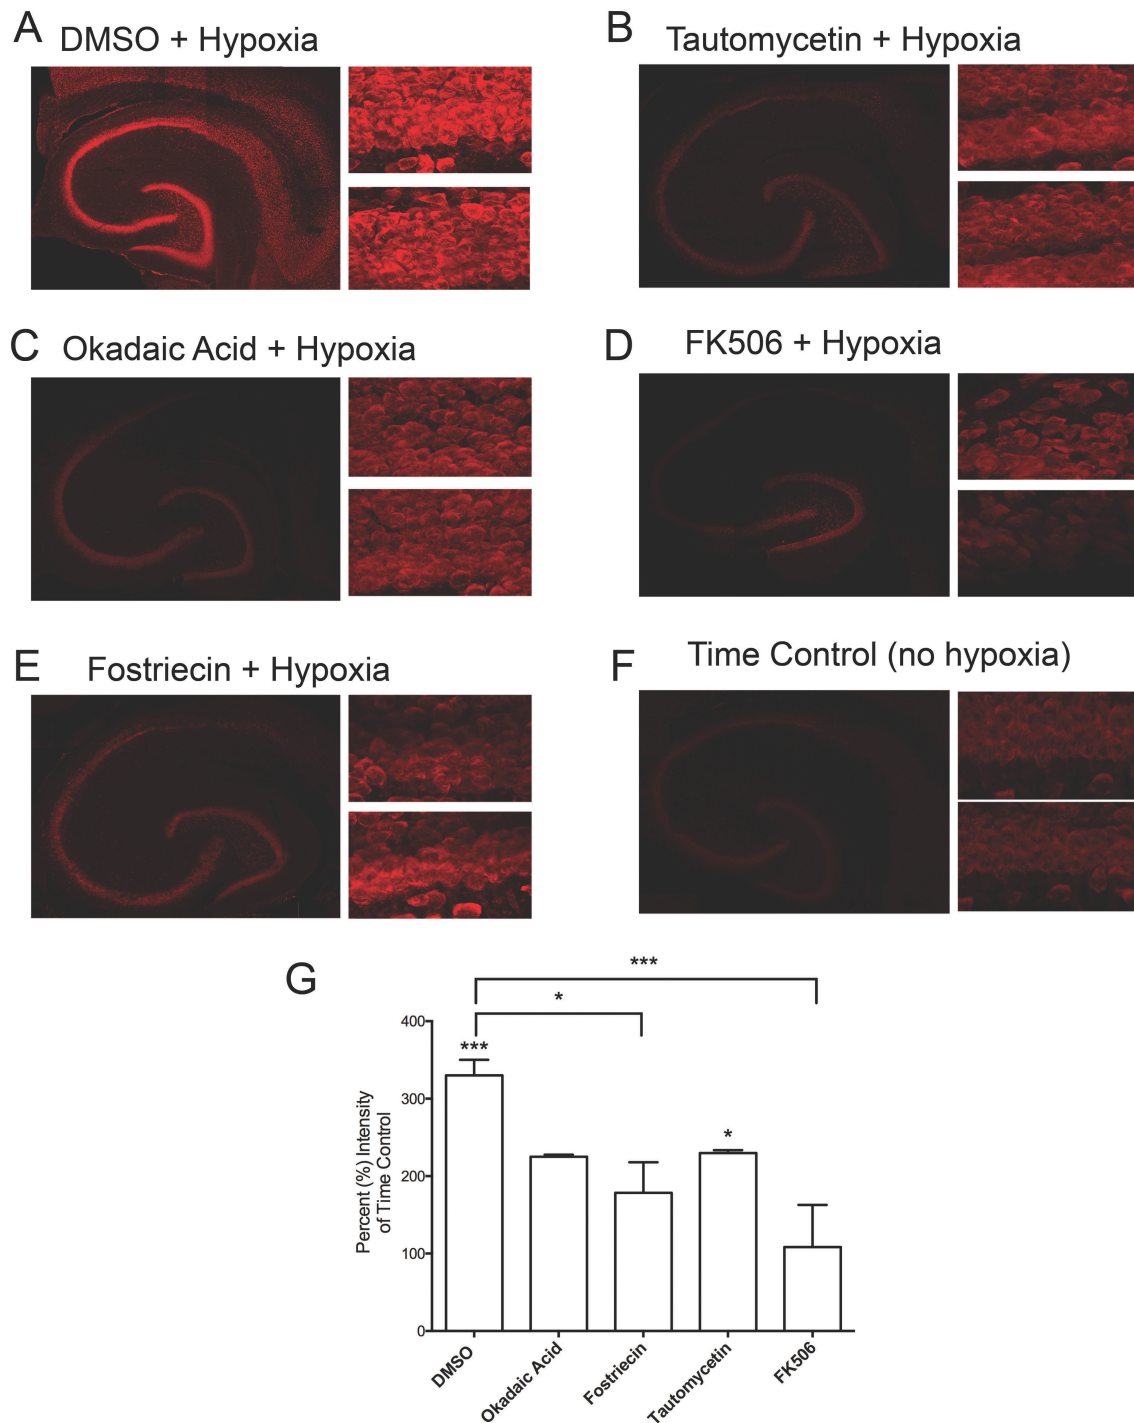 A
DMSO + Hypoxia
B
Tautomycetin + Hypoxia
C
Okadaic Acid + Hypoxia
D
FK506 + Hypoxia
E
Fostriecin + Hypoxia
F
Time Control (no hypoxia)
G
***
*
400
300
200
100
0
Percent (%) Intensity
of Time Control
***
*
DMSO
Okadaic Acid
Fostriecin
Tautomycetin
FK506